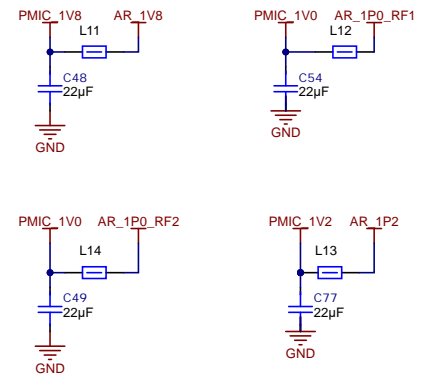 PMIC_1V8 AR_1V8
L11
C48
22µF
GND
PMIC_1V0 AR_1P0_RF1
L12
C54
22µF
GND
PMIC_1V0 AR_1P0_RF2
L14
C49
22µF
GND
PMIC_1V2 AR_1P2
L13
C77
22µF
GND